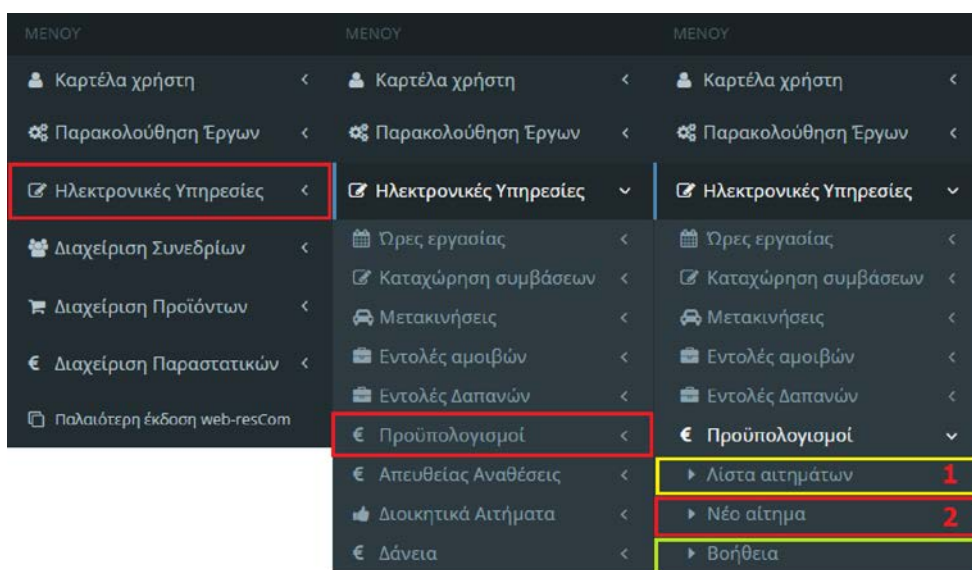 ΜΕΝΟΥ
Καρτέλα χρήστη
Παρακολούθηση Έργων
Ηλεκτρονικές Υπηρεσίες
Διαχείριση Συνεδρίων
Διαχείριση Προϊόντων
€ Διαχείριση Παραστατικών
Παλαιότερη έκδοση web-resCom
ΜΕΝΟΥ
Καρτέλα χρήστη
Παρακολούθηση Έργων
Ηλεκτρονικές Υπηρεσίες
Ώρες εργασίας
Καταχώρηση συμβάσεων
Μετακινήσεις
Εντολές αμοιβών
Εντολές Δαπανών
€ Προϋπολογισμοί
€ Απευθείας Αναθέσεις
Διοικητικά Αιτήματα
€ Δάνεια
ΜΕΝΟΥ
Καρτέλα χρήστη
Παρακολούθηση Έργων
Ηλεκτρονικές Υπηρεσίες
Ώρες εργασίας
Καταχώρηση συμβάσεων
Μετακινήσεις
Εντολές αμοιβών
Εντολές Δαπανών
€ Προϋπολογισμοί
Λίστα αιτημάτων 1
Νέο αίτημα 2
Βοήθεια